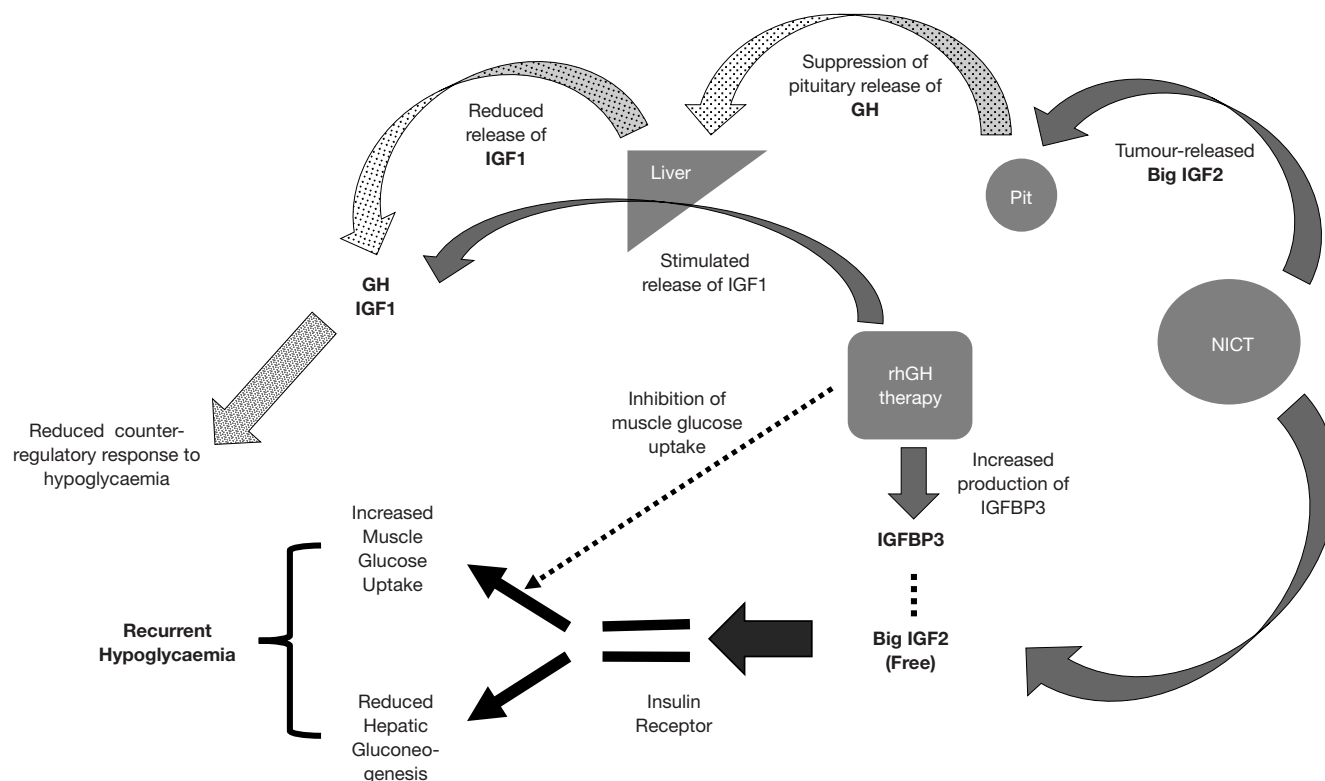 Suppression of
pituitary release of
GH
Reduced
release of
IGF1
Tumour-released
Big IGF2
Liver
Pit
Stimulated
release of IGF1
GH
IGF1
NICT
rhGH
therapy
Inhibition of
muscle glucose
uptake
Reduced counter-
regulatory response to
hypoglycaemia
Increased
production of
IGFBP3
Increased
Muscle
Glucose
Uptake
IGFBP3
Recurrent
Hypoglycaemia
Big IGF2
(Free)
Insulin
Receptor
Reduced
Hepatic
Gluconeo-
genesis